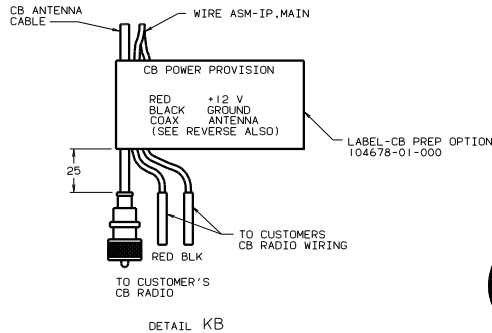 CB ANTENNA
CABLE
WIRE ASM-IP,MAIN
CB POWER PROVISION
RED +12 V
BLACK GROUND
COAX ANTENNA
(SEE REVERSE ALSO)
LABEL-CB PREP OPTION
104678-01-000
25
TO CUSTOMERS
CB RADIO WIRING
RED BLK
TO CUSTOMER'S
CB RADIO
DETAIL KB